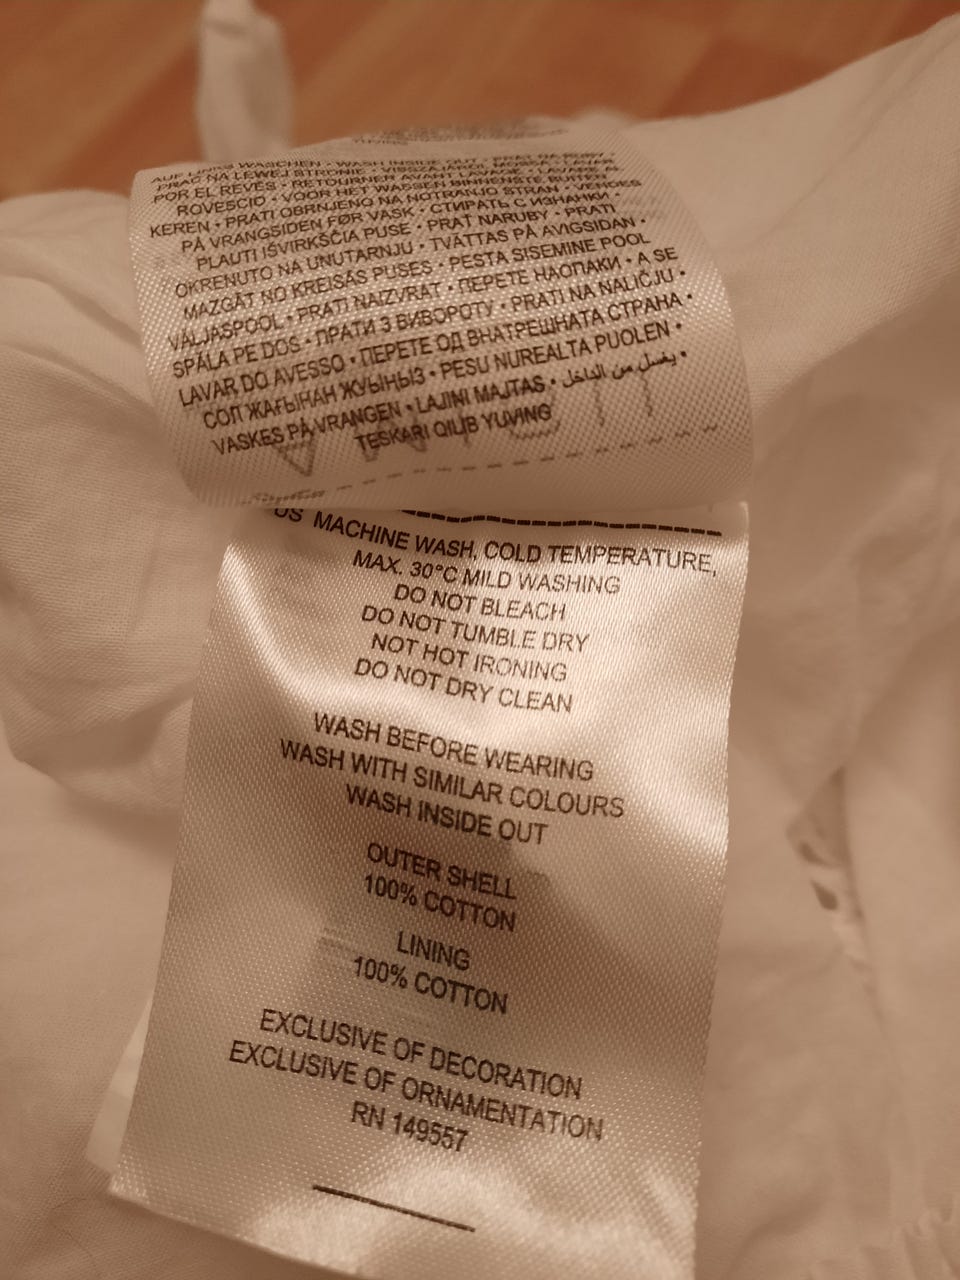 AUF LINKS WASCHEN • WASH INSIDE OUT • PRAT NA RUBY •
PRAĆ NA LEWEJ STRONIE • VISSZÁJÁRÓL MOSSA • LAVAR
POR EL REVÉS • RETOURNER AVANT LAVAGE • LAVARE AL
ROVESCIO • VOOR HET WASSEN BINNENSTE BUITEN
KEREN • PRATI OBRNJENO NA NOTRANJO STRAN • VENDES
PÅ VRANGSIDEN FØR VASK • СТИРАТЬ С ИЗНАНКИ
PLAUTI IŠVIRKŠČIA PUSE • PRAŤ NARUBY • PRATI
OKRENUTO NA UNUTARNJU • TVÄTTAS PÅ AVIGSIDAN •
MAZGĀT NO KREISĀS PUSES • PESTA SISEMINE POOL
VÄLJASPOOL • PRATI NAIZVRAT • ПЕРЕТЕ НАОПАКИ • A SE
SPĂLA PE DOS • ПРАТИ З ВИВОРОТУ • PRATI NA NALIČJU •
LAVAR DO AVESSO • ПЕРЕТЕ ОД ВНАТРЕШНАТА СТРАНА •
СОЛ ЖАҒЫНАН ЖУЫҢЫЗ • PESU NUREALTA PUOLEN •
VASKES PÅ VRANGEN • LAJINI MAJTAS • يغسل من الداخل •
TESKARI QILIB YUVING
US MACHINE WASH, COLD TEMPERATURE,
MAX. 30°C MILD WASHING
DO NOT BLEACH
DO NOT TUMBLE DRY
NOT HOT IRONING
DO NOT DRY CLEAN
WASH BEFORE WEARING
WASH WITH SIMILAR COLOURS
WASH INSIDE OUT
OUTER SHELL
100% COTTON
LINING
100% COTTON
EXCLUSIVE OF DECORATION
EXCLUSIVE OF ORNAMENTATION
RN 149557